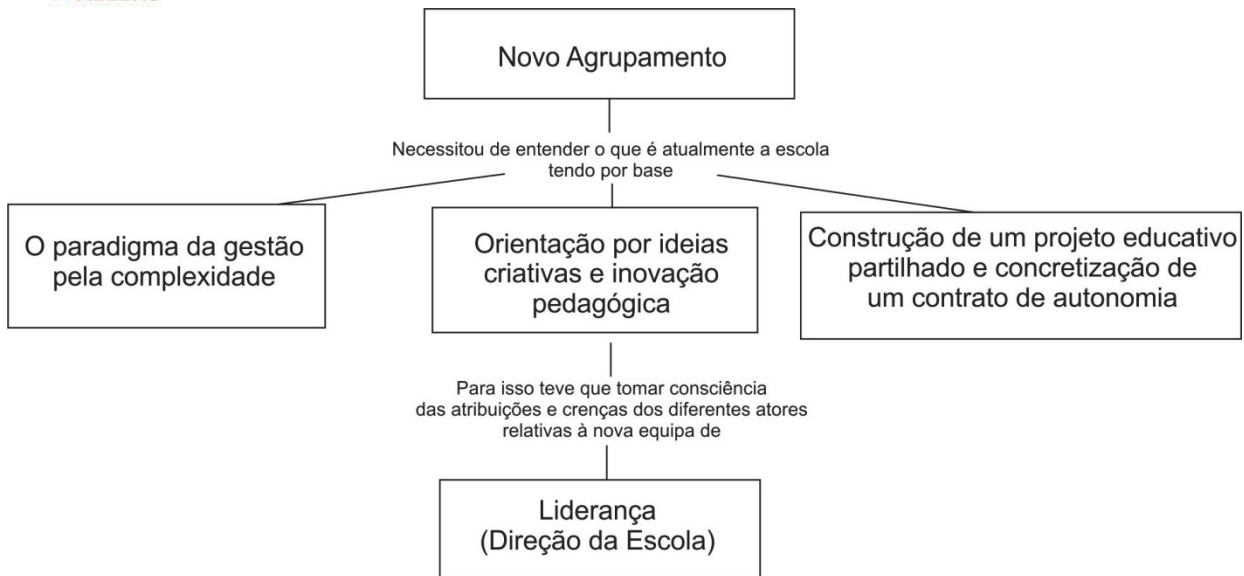 Novo Agrupamento
Necessitou de entender o que é atualmente a escola
tendo por base
O paradigma da gestão
pela complexidade
Orientação por ideias
criativas e inovação
pedagógica
Construção de um projeto educativo
partilhado e concretização de
um contrato de autonomia
Para isso teve que tomar consciência
das atribuições e crenças dos diferentes atores
relativas à nova equipa de
Liderança
(Direção da Escola)